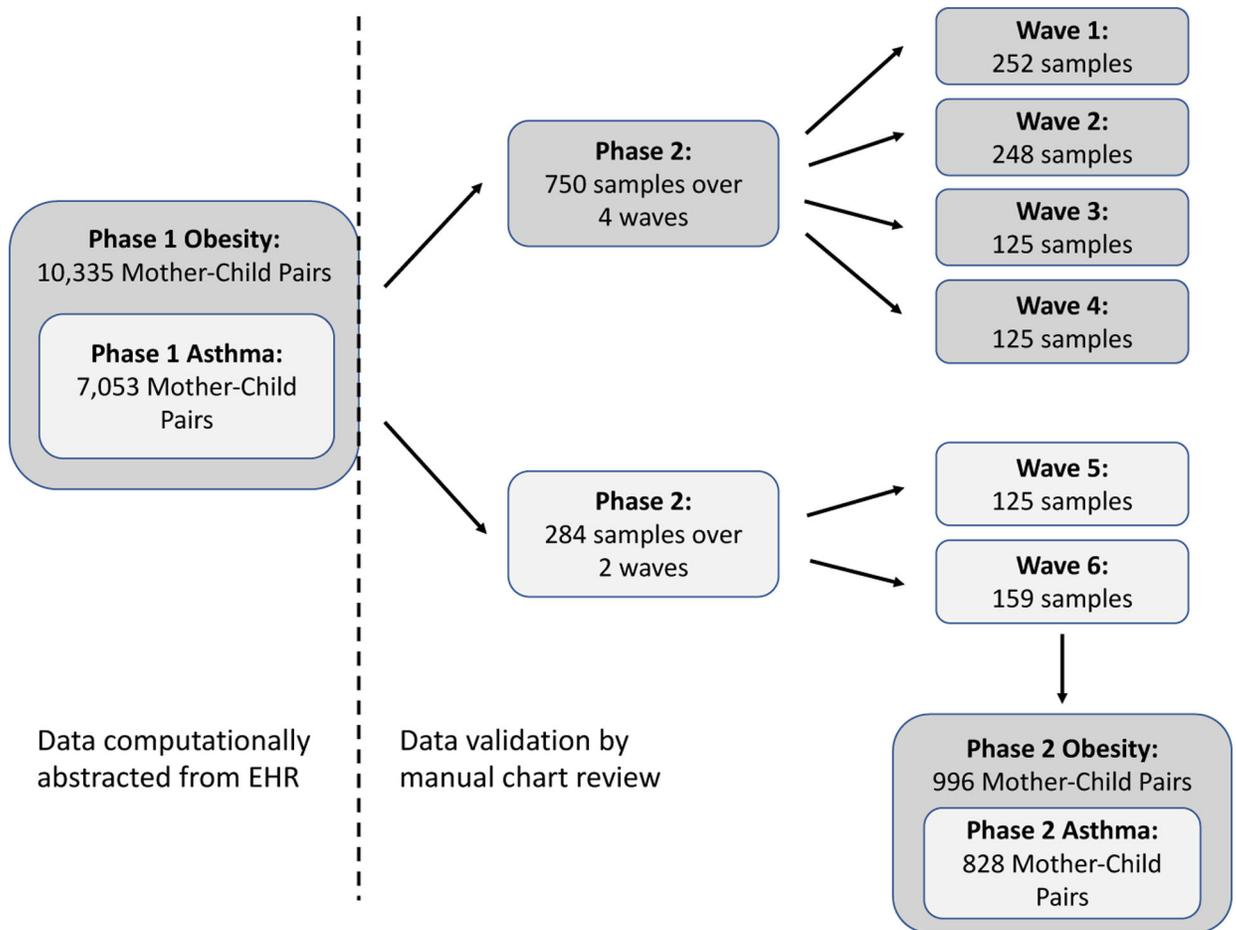 Phase 1 Obesity:
10,335 Mother-Child Pairs
Phase 1 Asthma:
7,053 Mother-Child
Pairs
Data computationally
abstracted from EHR
Phase 2:
750 samples over
4 waves
Phase 2:
284 samples over
2 waves
Data validation by
manual chart review
Wave 1:
252 samples
Wave 2:
248 samples
Wave 3:
125 samples
Wave 4:
125 samples
Wave 5:
125 samples
Wave 6:
159 samples
Phase 2 Obesity:
996 Mother-Child Pairs
Phase 2 Asthma:
828 Mother-Child
Pairs